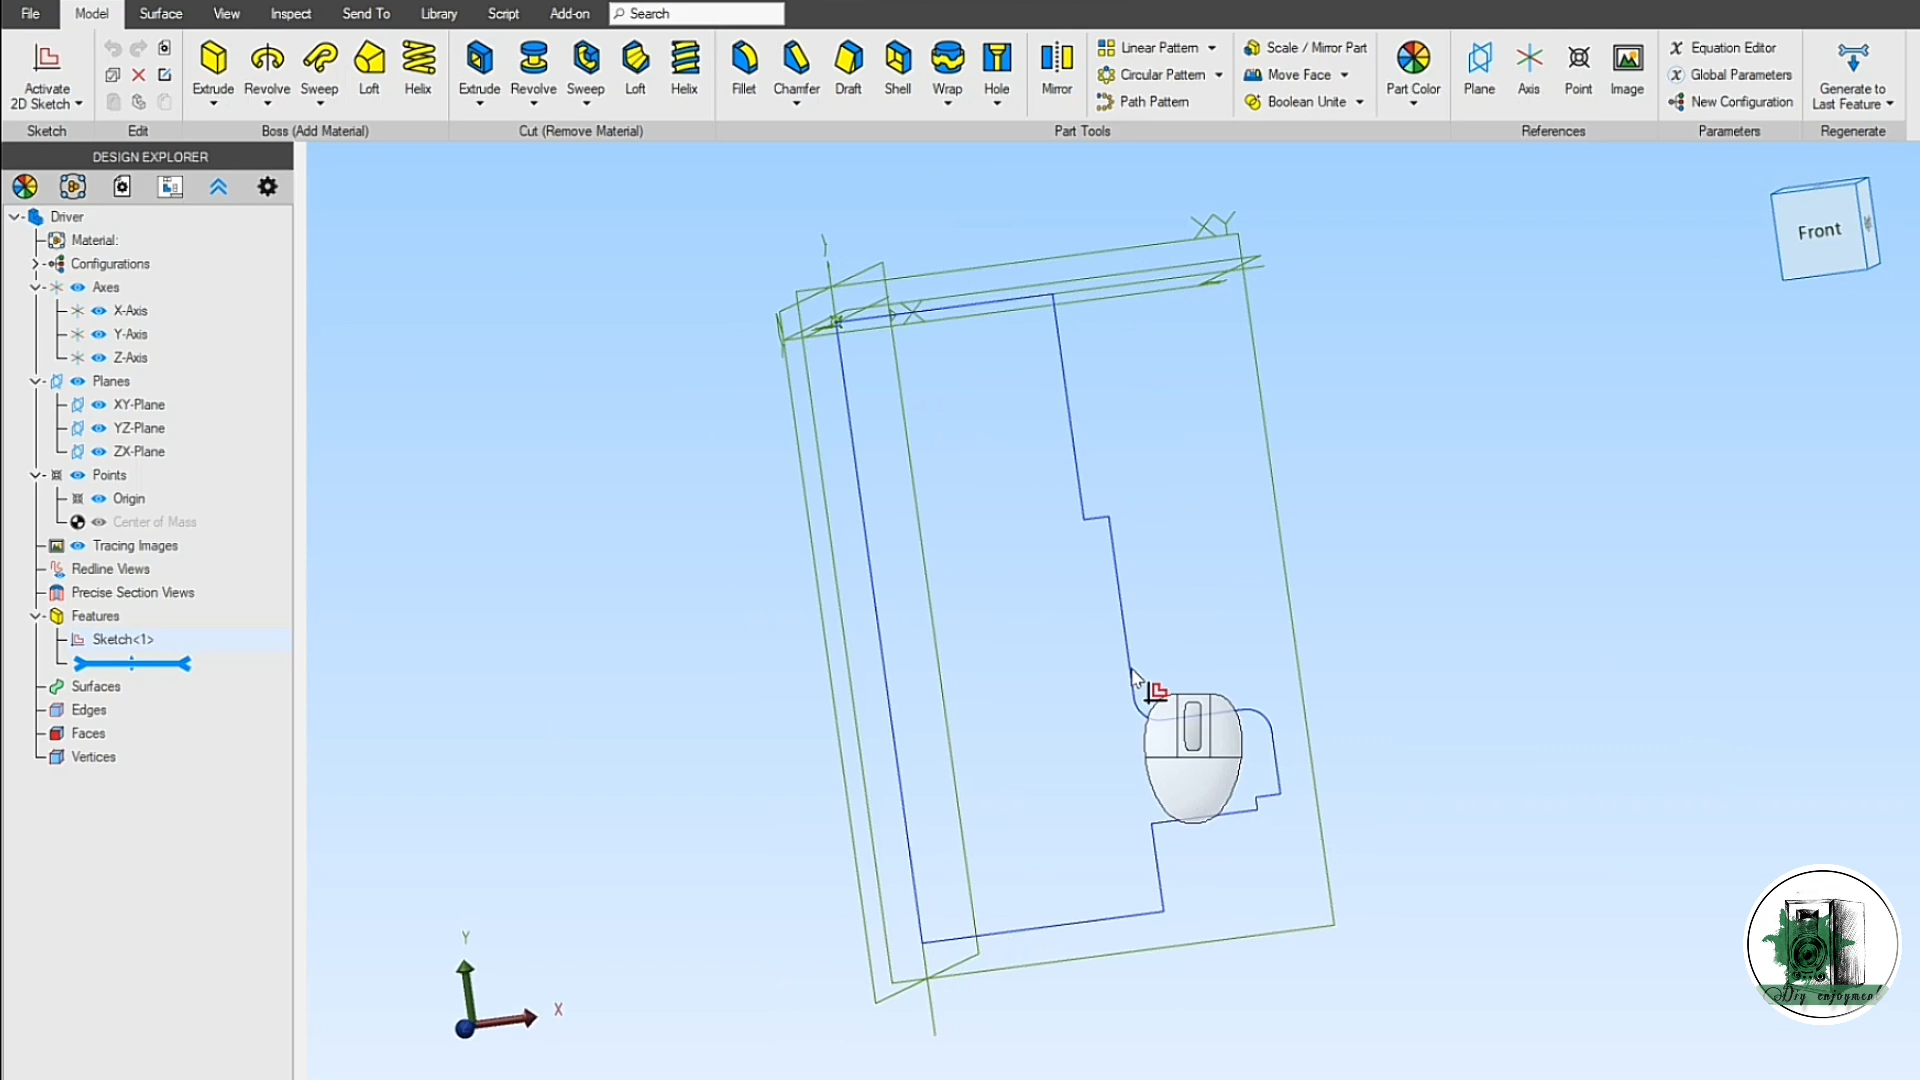 File Model Surface View Inspect Send To Library Script Add-on Search
Activate 2D Sketch
Extrude Revolve Sweep Loft Helix
Extrude Revolve Sweep Loft Helix
Fillet Chamfer Draft Shell Wrap Hole Mirror
Linear Pattern
Circular Pattern
Path Pattern
Scale / Mirror Part
Move Face
Boolean Unite
Part Color
Plane Axis Point Image
Equation Editor
Global Parameters
New Configuration
Generate to Last Feature
Sketch Edit Boss (Add Material) Cut (Remove Material) Part Tools References Parameters Regenerate
DESIGN EXPLORER
Driver
Material:
Configurations
Axes
X-Axis
Y-Axis
Z-Axis
Planes
XY-Plane
YZ-Plane
ZX-Plane
Points
Origin
Center of Mass
Tracing Images
Redline Views
Precise Section Views
Features
Sketch<1>
Surfaces
Edges
Faces
Vertices
XY
Y
X
Front
Y
X
Diy enjoyment